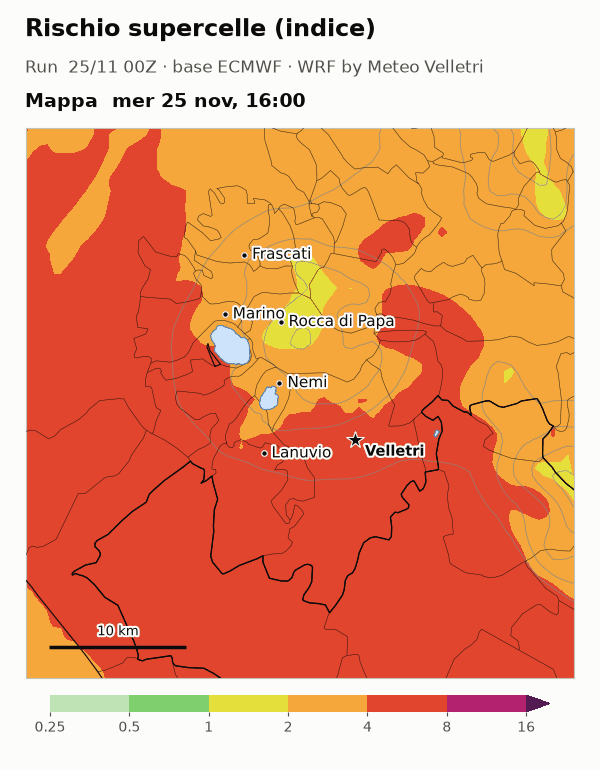 Rischio supercelle (indice)
Run  25/11 00Z · base ECMWF · WRF by Meteo Velletri
Mappa  mer 25 nov, 16:00
Frascati
Marino
Rocca di Papa
Nemi
Velletri
Lanuvio
10 km
0.25 0.5 1 2 4 8 16